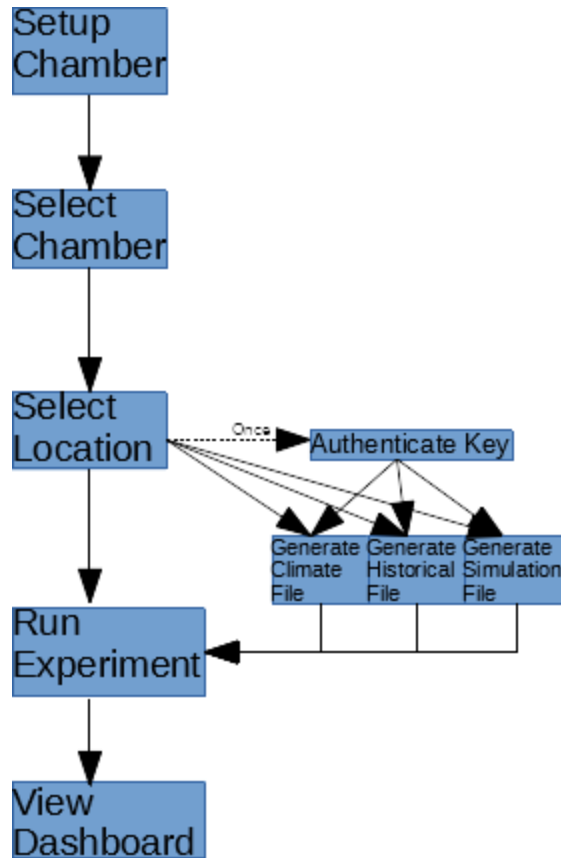 Setup
Chamber
Select
Chamber
Select
Location
Once
Authenticate Key
Generate
Climate
File
Generate
Historical
File
Generate
Simulation
File
Run
Experiment
View
Dashboard